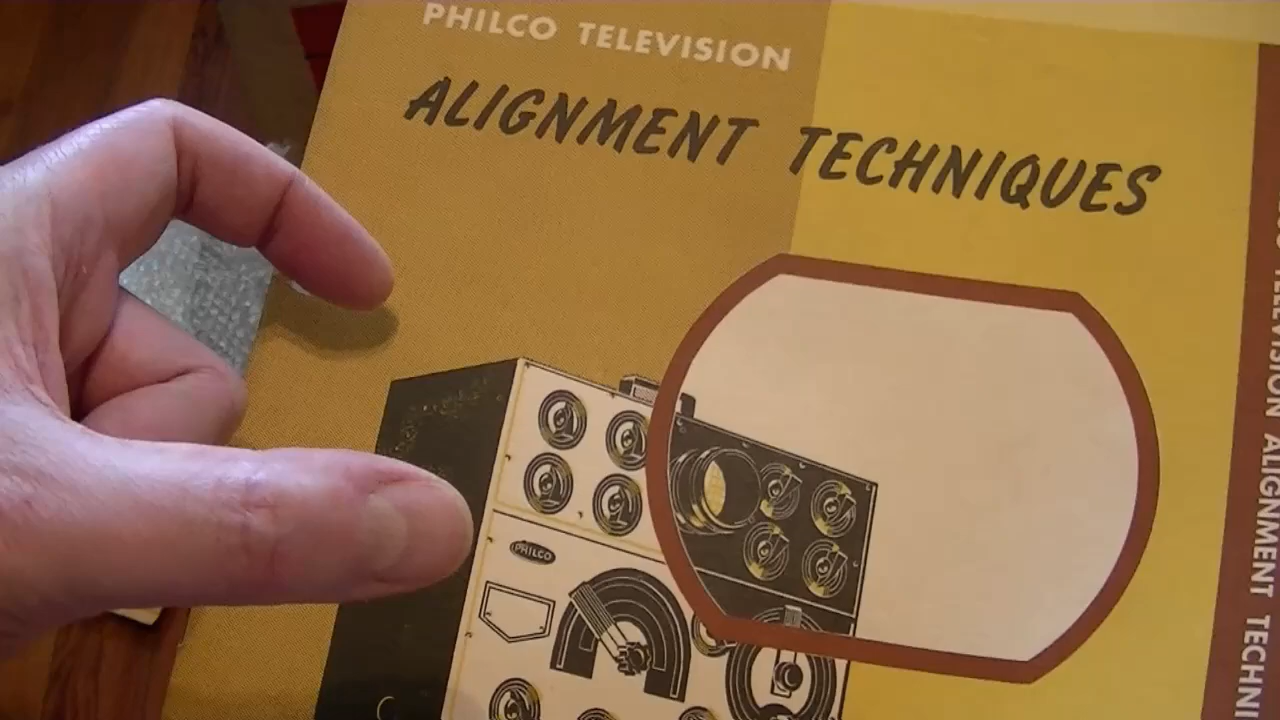 PHILCO TELEVISION
ALIGNMENT TECHNIQUES
PHILCO
TELEVISION ALIGNMENT TECHNI